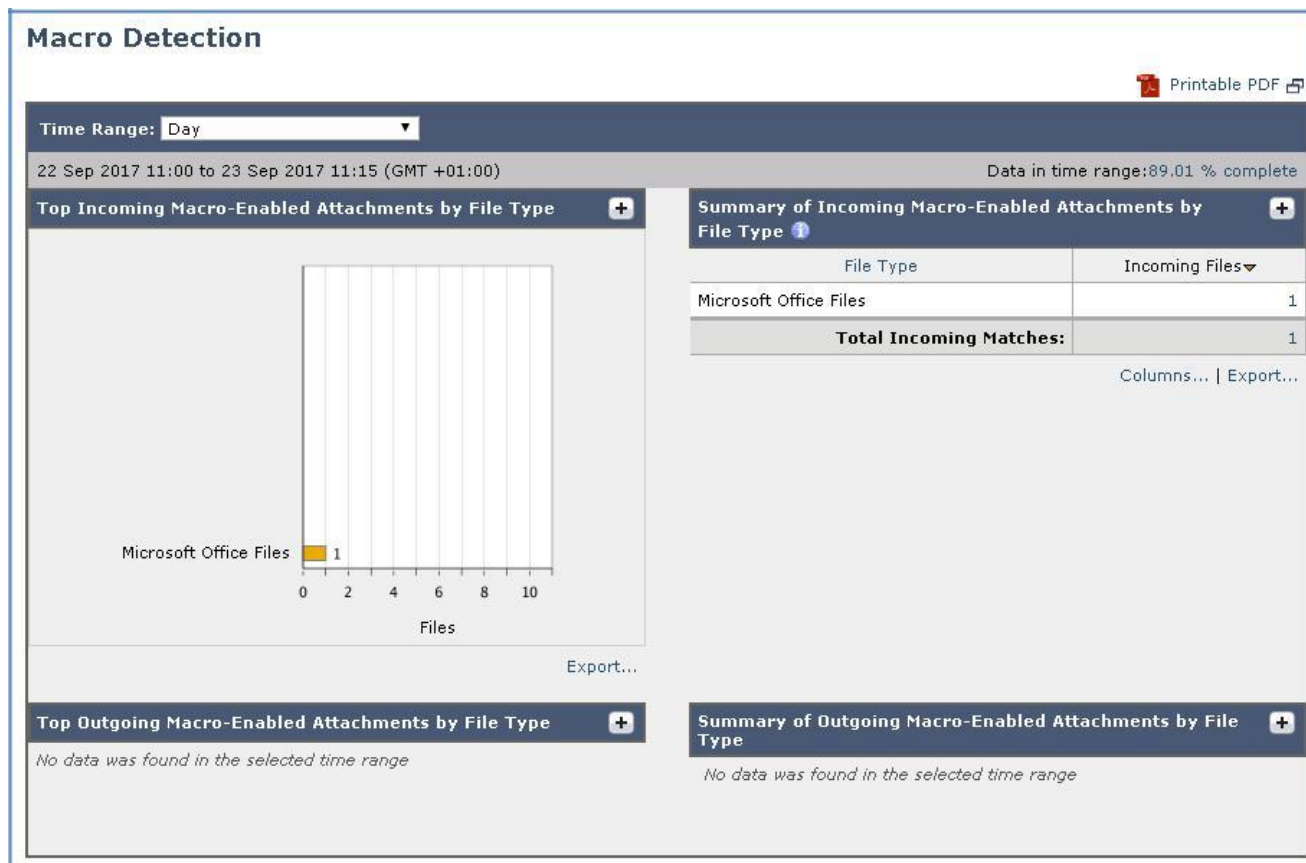 Macro Detection
Printable PDF
Time Range: Day
22 Sep 2017 11:00 to 23 Sep 2017 11:15 (GMT +01:00)
Data in time range:89.01 % complete
Top Incoming Macro-Enabled Attachments by File Type
Microsoft Office Files
1
0 2 4 6 8 10
Files
Export...
Summary of Incoming Macro-Enabled Attachments by
File Type
File Type Incoming Files
Microsoft Office Files 1
Total Incoming Matches: 1
Columns... | Export...
Top Outgoing Macro-Enabled Attachments by File Type
No data was found in the selected time range
Summary of Outgoing Macro-Enabled Attachments by File
Type
No data was found in the selected time range